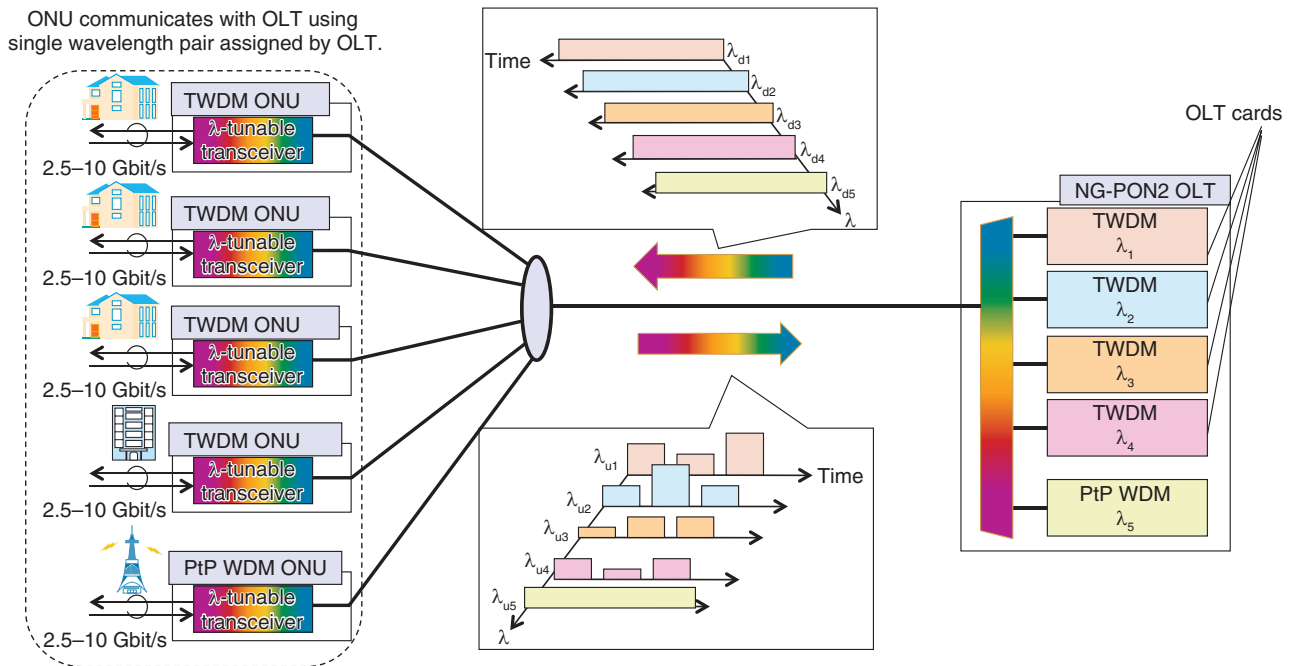 ONU communicates with OLT using
single wavelength pair assigned by OLT.
TWDM ONU
λ-tunable
transceiver
2.5–10 Gbit/s
TWDM ONU
λ-tunable
transceiver
2.5–10 Gbit/s
TWDM ONU
λ-tunable
transceiver
2.5–10 Gbit/s
TWDM ONU
λ-tunable
transceiver
2.5–10 Gbit/s
PtP WDM ONU
λ-tunable
transceiver
2.5–10 Gbit/s
Time
λd1
λd2
λd3
λd4
λd5
λ
λu1
Time
λu2
λu3
λu4
λu5
λ
OLT cards
NG-PON2 OLT
TWDM
λ1
TWDM
λ2
TWDM
λ3
TWDM
λ4
PtP WDM
λ5